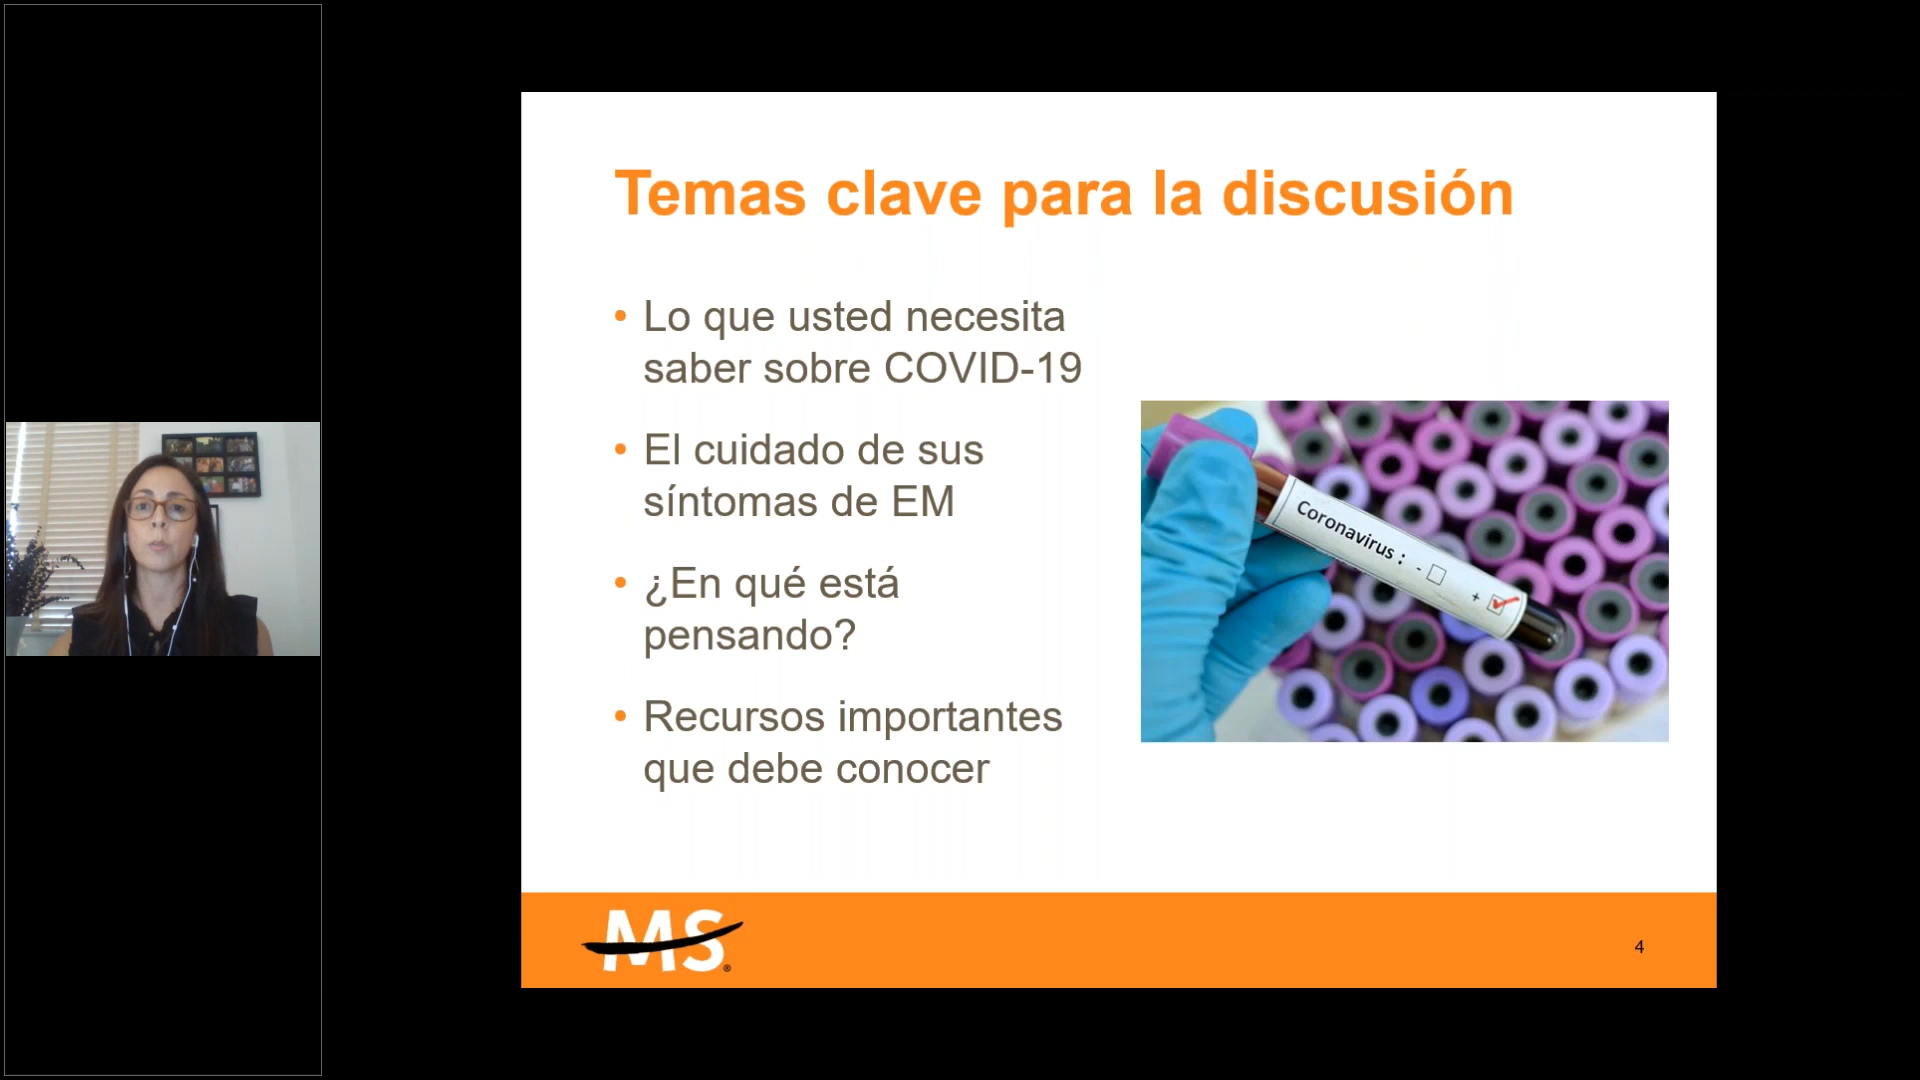 Temas clave para la discusión
• Lo que usted necesita
saber sobre COVID-19
• El cuidado de sus
síntomas de EM
• ¿En qué está
pensando?
• Recursos importantes
que debe conocer
Coronavirus :
- ☐
+ ☑
MS®
4